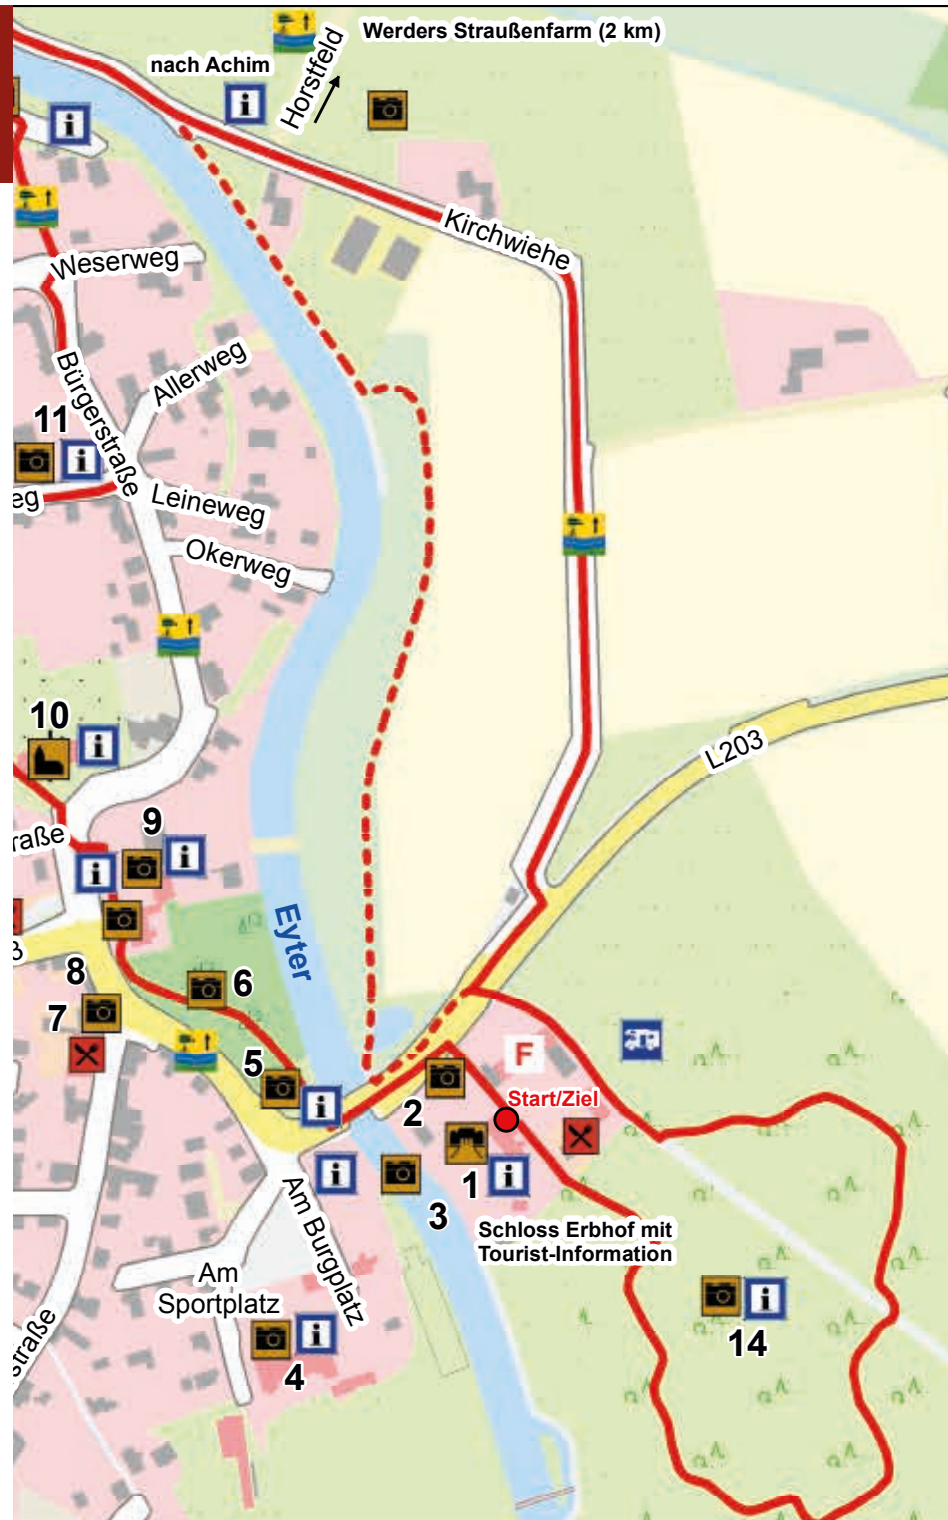 Werders Straußenfarm (2 km)
nach Achim
Horstfeld
i
i
Kirchwiehe
Weserweg
Bürgerstraße
Allerweg
11
i
eg
Leineweg
Okerweg
10
i
L203
raße
9
i
i
Eyter
8
6
7
5
F
Start/Ziel
i
2
i
1
i
3
Schloss Erbhof mit
Tourist-Information
Am Burgplatz
Am
Sportplatz
straße
i
4
i
14